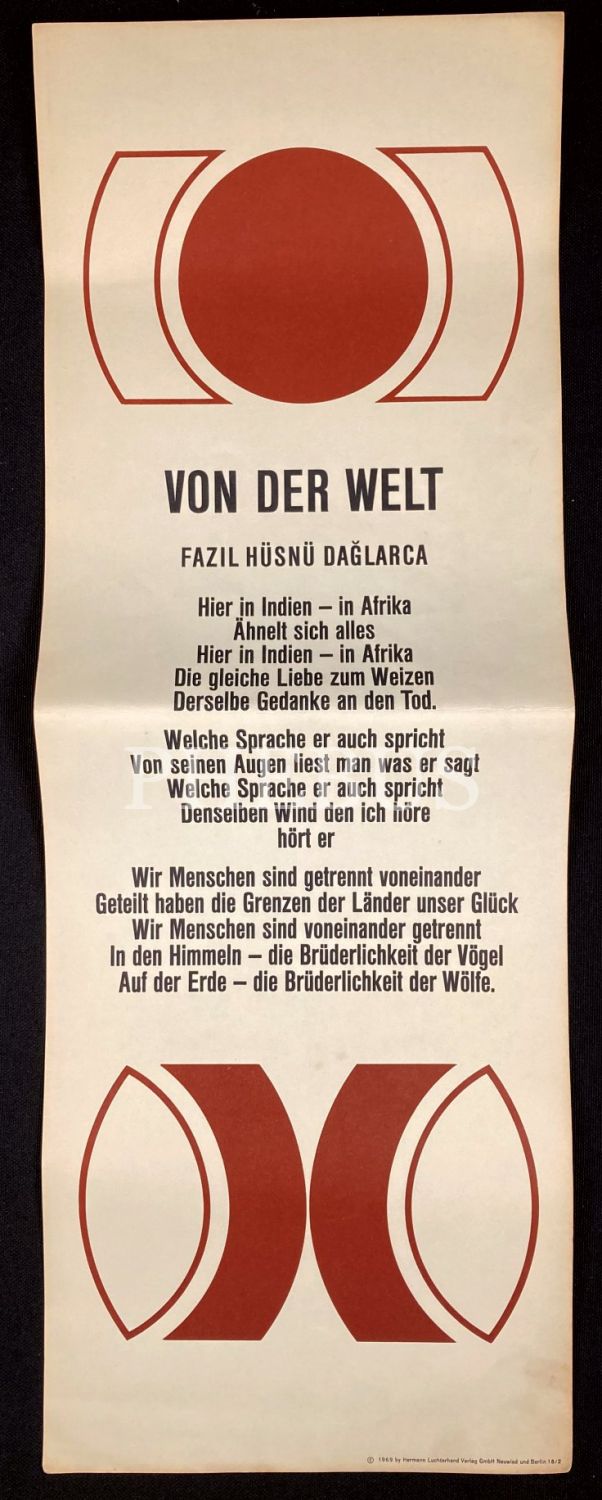 VON DER WELT
FAZIL HÜSNÜ DAĞLARCA
Hier in Indien – in Afrika
Ähnelt sich alles
Hier in Indien – in Afrika
Die gleiche Liebe zum Weizen
Derselbe Gedanke an den Tod.
Welche Sprache er auch spricht
Von seinen Augen liest man was er sagt
Welche Sprache er auch spricht
Denselben Wind den ich höre
hört er
Wir Menschen sind getrennt voneinander
Geteilt haben die Grenzen der Länder unser Glück
Wir Menschen sind voneinander getrennt
In den Himmeln – die Brüderlichkeit der Vögel
Auf der Erde – die Brüderlichkeit der Wölfe.
© 1969 by Hermann Luchterhand Verlag GmbH Neuwied und Berlin 18/2